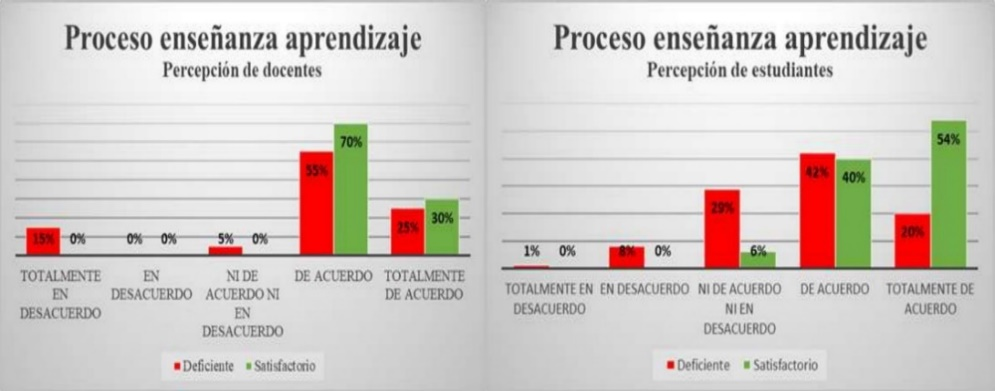 Proceso enseñanza aprendizaje
Percepción de docentes
15% 0% 0% 0% 5% 0% 55% 70% 25% 30%
TOTALMENTE EN DESACUERDO
EN DESACUERDO
NI DE ACUERDO NI EN DESACUERDO
DE ACUERDO
TOTALMENTE DE ACUERDO
Deficiente Satisfactorio
Proceso enseñanza aprendizaje
Percepción de estudiantes
1% 0% 8% 0% 29% 6% 42% 40% 20% 54%
TOTALMENTE EN DESACUERDO
EN DESACUERDO
NI DE ACUERDO NI EN DESACUERDO
DE ACUERDO
TOTALMENTE DE ACUERDO
Deficiente Satisfactorio